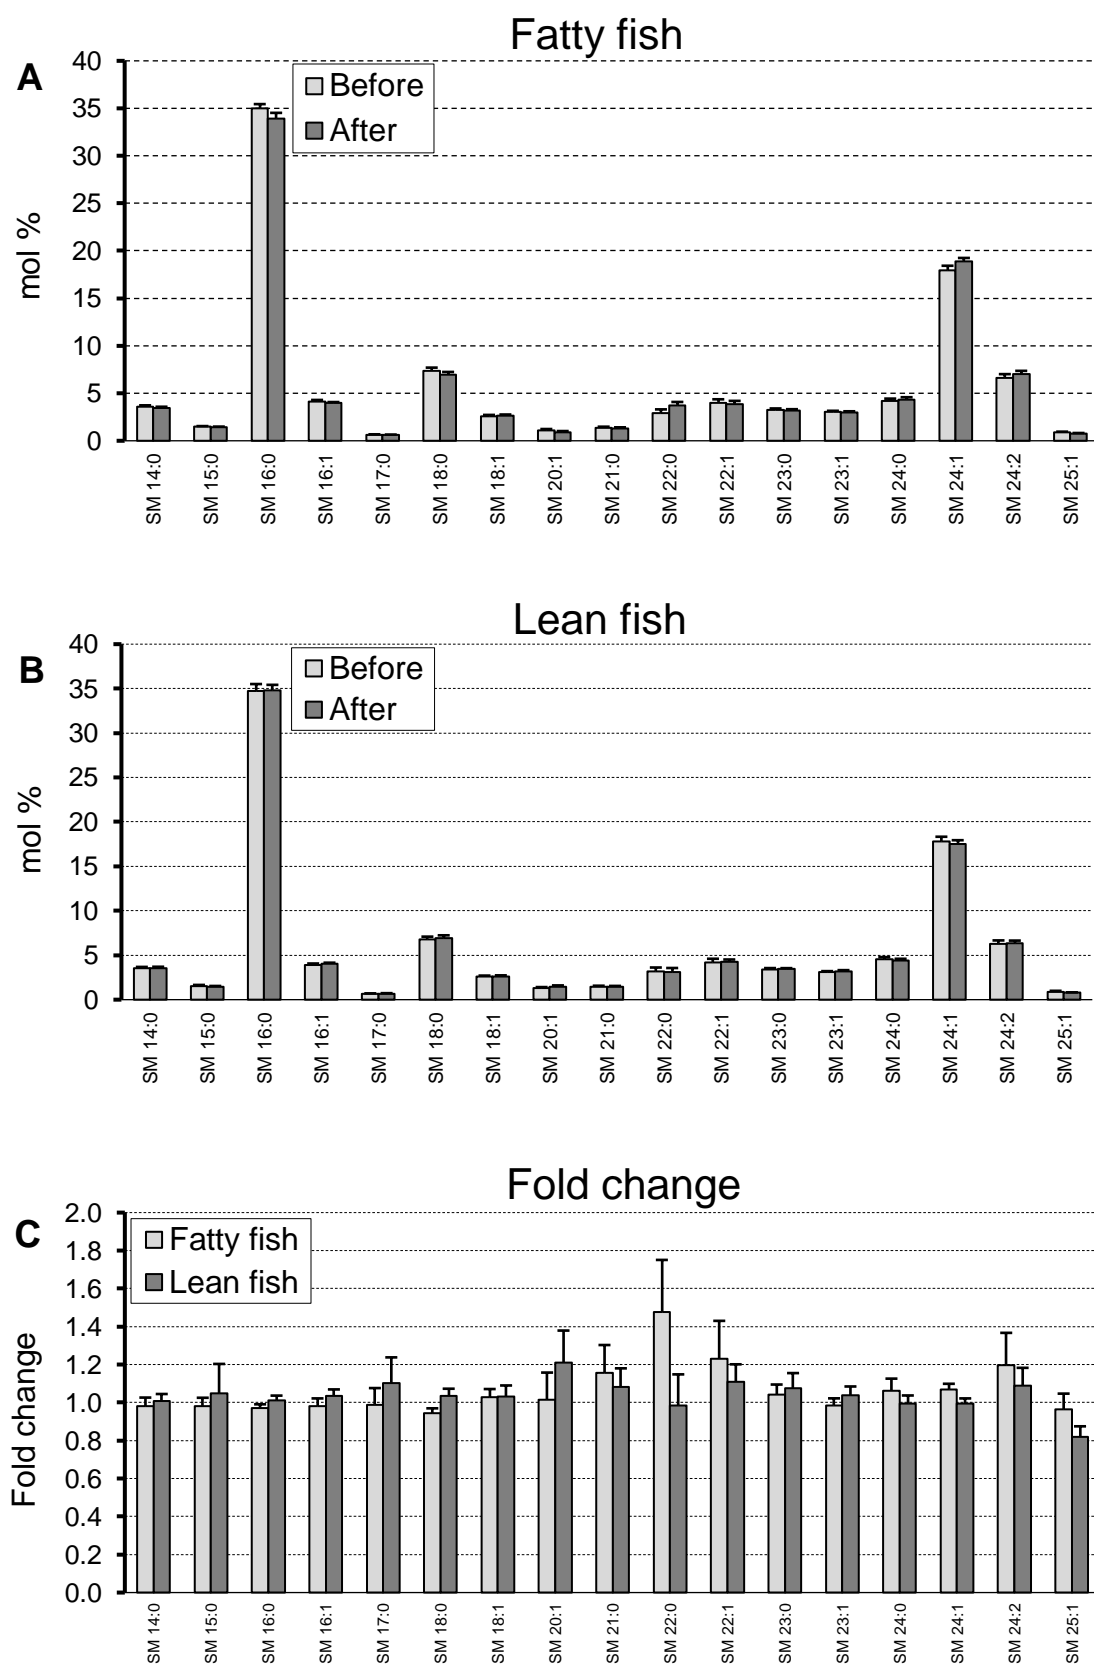 Fatty fish
A
40
35
30
25
20
15
10
5
0
mol %
Before
After
SM 14:0
SM 15:0
SM 16:0
SM 16:1
SM 17:0
SM 18:0
SM 18:1
SM 20:1
SM 21:0
SM 22:0
SM 22:1
SM 23:0
SM 23:1
SM 24:0
SM 24:1
SM 24:2
SM 25:1
Lean fish
B
40
35
30
25
20
15
10
5
0
mol %
Before
After
SM 14:0
SM 15:0
SM 16:0
SM 16:1
SM 17:0
SM 18:0
SM 18:1
SM 20:1
SM 21:0
SM 22:0
SM 22:1
SM 23:0
SM 23:1
SM 24:0
SM 24:1
SM 24:2
SM 25:1
Fold change
C
2.0
1.8
1.6
1.4
1.2
1.0
0.8
0.6
0.4
0.2
0.0
Fold change
Fatty fish
Lean fish
SM 14:0
SM 15:0
SM 16:0
SM 16:1
SM 17:0
SM 18:0
SM 18:1
SM 20:1
SM 21:0
SM 22:0
SM 22:1
SM 23:0
SM 23:1
SM 24:0
SM 24:1
SM 24:2
SM 25:1